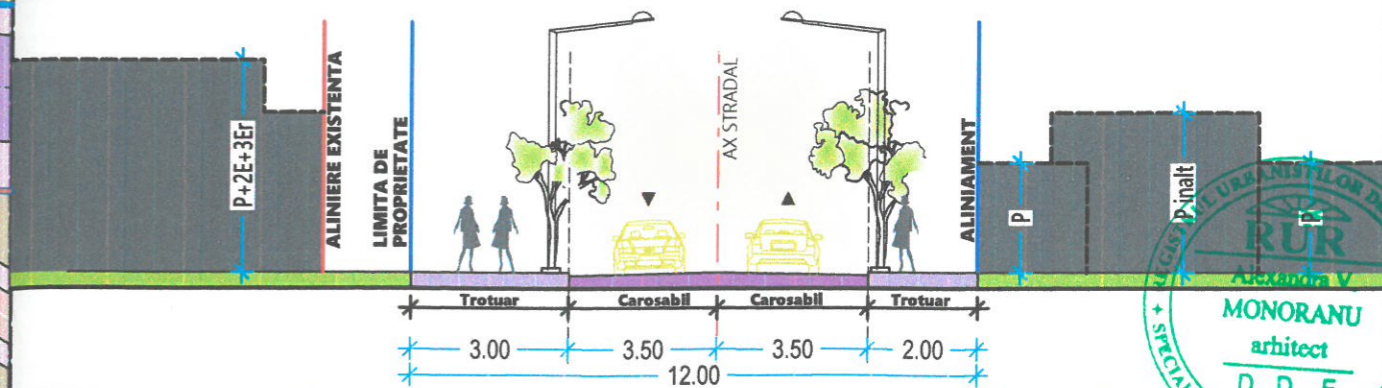 P+2E+3Er
ALINIERE EXISTENTA
LIMITA DE
PROPRIETATE
AX STRADAL
ALINIAMENT
P
P inalt
P
Trotuar
Carosabil
Carosabil
Trotuar
3.00
3.50
3.50
2.00
12.00
URBANISTILOR
RUR
Alexandra V
MONORANU
arhitect